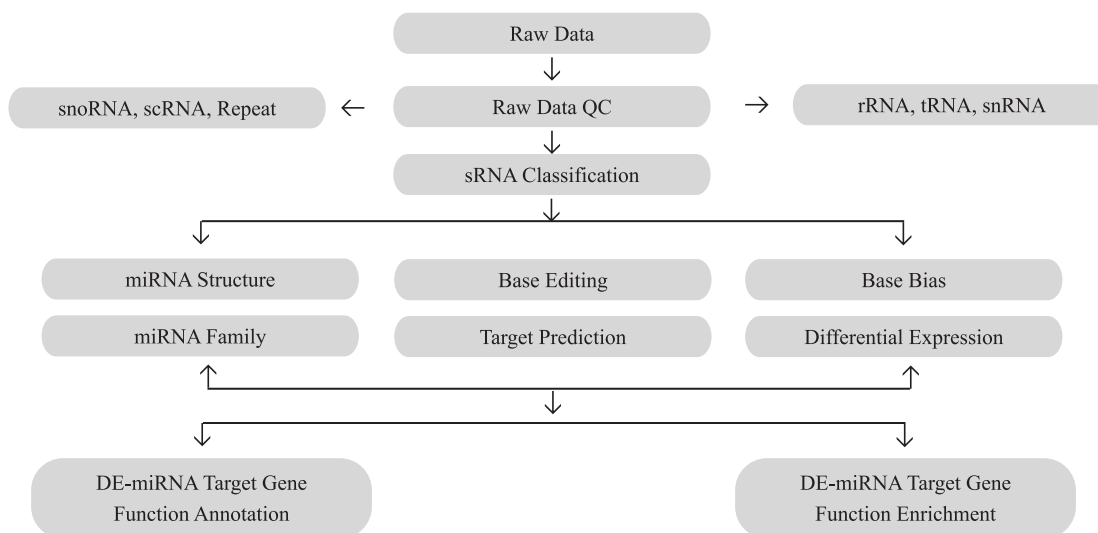 Raw Data
snoRNA, scRNA, Repeat
Raw Data QC
rRNA, tRNA, snRNA
sRNA Classification
miRNA Structure
Base Editing
Base Bias
miRNA Family
Target Prediction
Differential Expression
DE-miRNA Target Gene
Function Annotation
DE-miRNA Target Gene
Function Enrichment